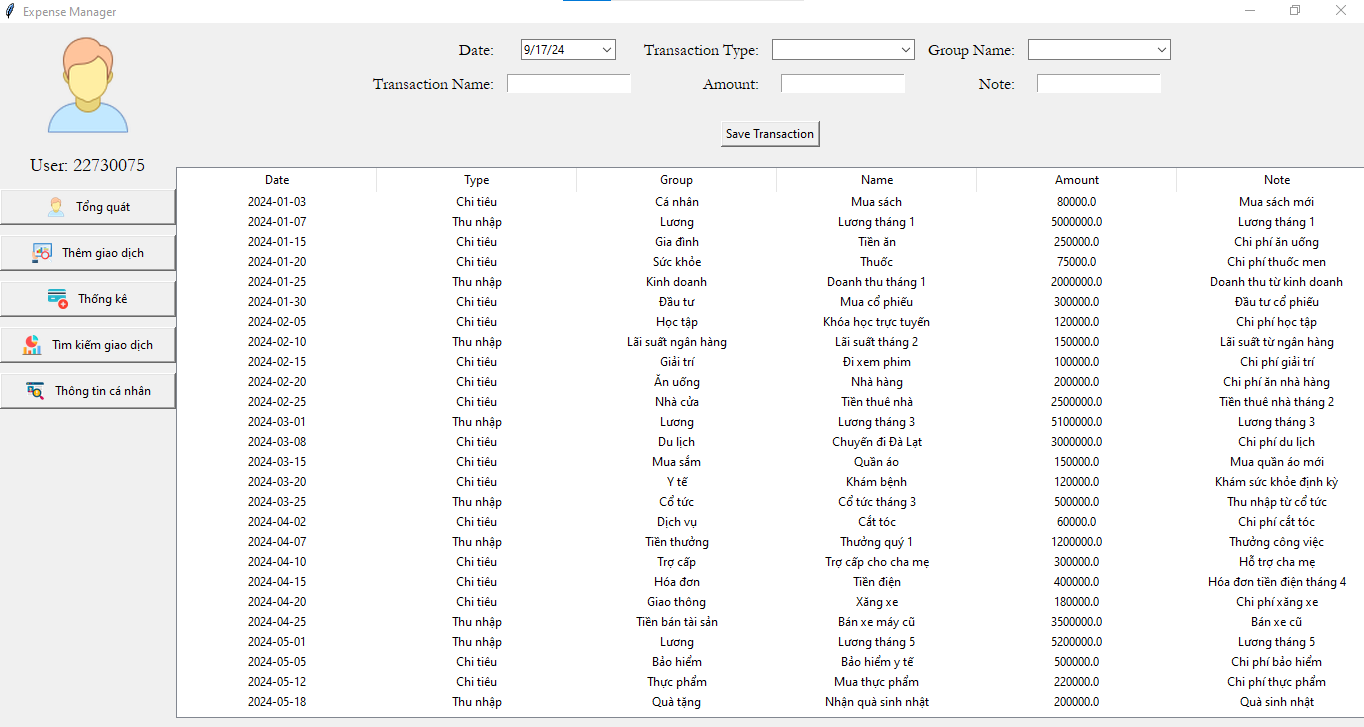 Expense Manager
Date: 9/17/24 Transaction Type: Group Name:
Transaction Name: Amount: Note:
Save Transaction
User: 22730075
Tổng quát
Thêm giao dịch
Thống kê
Tìm kiếm giao dịch
Thông tin cá nhân
Date Type Group Name Amount Note
2024-01-03 Chi tiêu Cá nhân Mua sách 80000.0 Mua sách mới
2024-01-07 Thu nhập Lương Lương tháng 1 5000000.0 Lương tháng 1
2024-01-15 Chi tiêu Gia đình Tiền ăn 250000.0 Chi phí ăn uống
2024-01-20 Chi tiêu Sức khỏe Thuốc 75000.0 Chi phí thuốc men
2024-01-25 Thu nhập Kinh doanh Doanh thu tháng 1 2000000.0 Doanh thu từ kinh doanh
2024-01-30 Chi tiêu Đầu tư Mua cổ phiếu 300000.0 Đầu tư cổ phiếu
2024-02-05 Chi tiêu Học tập Khóa học trực tuyến 120000.0 Chi phí học tập
2024-02-10 Thu nhập Lãi suất ngân hàng Lãi suất tháng 2 150000.0 Lãi suất từ ngân hàng
2024-02-15 Chi tiêu Giải trí Đi xem phim 100000.0 Chi phí giải trí
2024-02-20 Chi tiêu Ăn uống Nhà hàng 200000.0 Chi phí ăn nhà hàng
2024-02-25 Chi tiêu Nhà cửa Tiền thuê nhà 2500000.0 Tiền thuê nhà tháng 2
2024-03-01 Thu nhập Lương Lương tháng 3 5100000.0 Lương tháng 3
2024-03-08 Chi tiêu Du lịch Chuyến đi Đà Lạt 3000000.0 Chi phí du lịch
2024-03-15 Chi tiêu Mua sắm Quần áo 150000.0 Mua quần áo mới
2024-03-20 Chi tiêu Y tế Khám bệnh 120000.0 Khám sức khỏe định kỳ
2024-03-25 Thu nhập Cổ tức Cổ tức tháng 3 500000.0 Thu nhập từ cổ tức
2024-04-02 Chi tiêu Dịch vụ Cắt tóc 60000.0 Chi phí cắt tóc
2024-04-07 Thu nhập Tiền thưởng Thưởng quý 1 1200000.0 Thưởng công việc
2024-04-10 Chi tiêu Trợ cấp Trợ cấp cho cha mẹ 300000.0 Hỗ trợ cha mẹ
2024-04-15 Chi tiêu Hóa đơn Tiền điện 400000.0 Hóa đơn tiền điện tháng 4
2024-04-20 Chi tiêu Giao thông Xăng xe 180000.0 Chi phí xăng xe
2024-04-25 Thu nhập Tiền bán tài sản Bán xe máy cũ 3500000.0 Bán xe cũ
2024-05-01 Thu nhập Lương Lương tháng 5 5200000.0 Lương tháng 5
2024-05-05 Chi tiêu Bảo hiểm Bảo hiểm y tế 500000.0 Chi phí bảo hiểm
2024-05-12 Chi tiêu Thực phẩm Mua thực phẩm 220000.0 Chi phí thực phẩm
2024-05-18 Thu nhập Quà tặng Nhận quà sinh nhật 200000.0 Quà sinh nhật